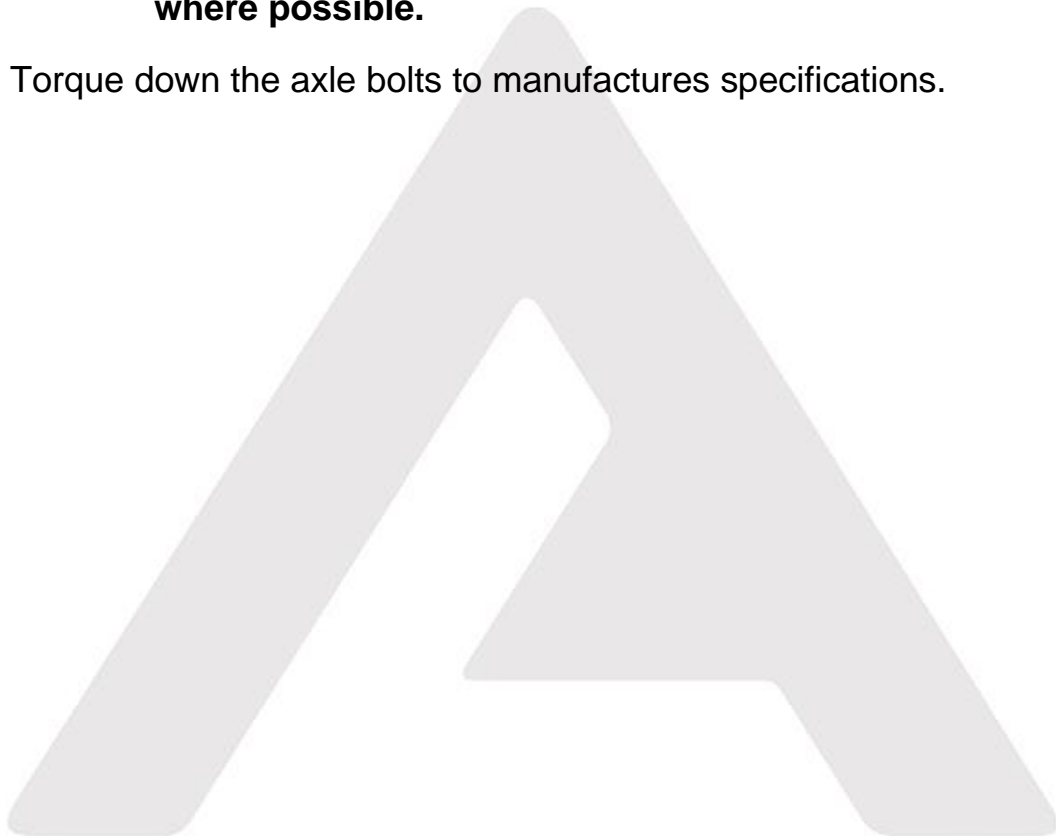 where possible.
Torque down the axle bolts to manufactures specifications.